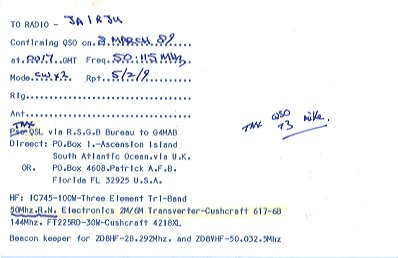 TO RADIO - JA1RJU
Confirming QSO on. 8 MARCH 89
at. 0017..GMT Freq. 50.115 MHz
Mode. CW x2 Rpt. 5/2/9
Rig..............................
Ant..............................
TNX QSO
73 Mike
TNX
Pse QSL via R.S.G.B Bureau to G4MAB
Direect: PO.Box 1.-Ascension Island
South Atlantic Ocean.via U.K.
OR. PO.Box 4608.Patrick A.F.B.
Florida FL 32925 U.S.A.
HF: IC745-100W-Three Element Tri-Band
50Mhz.R.N. Electronics 2M/6M Transverter-Cushcraft 617-6B
144Mhz. FT225RD-30W-Cushcraft 4218XL
Beacon keeper for ZD8HF-28.292Mhz. and ZD8VHF-50.032.5Mhz